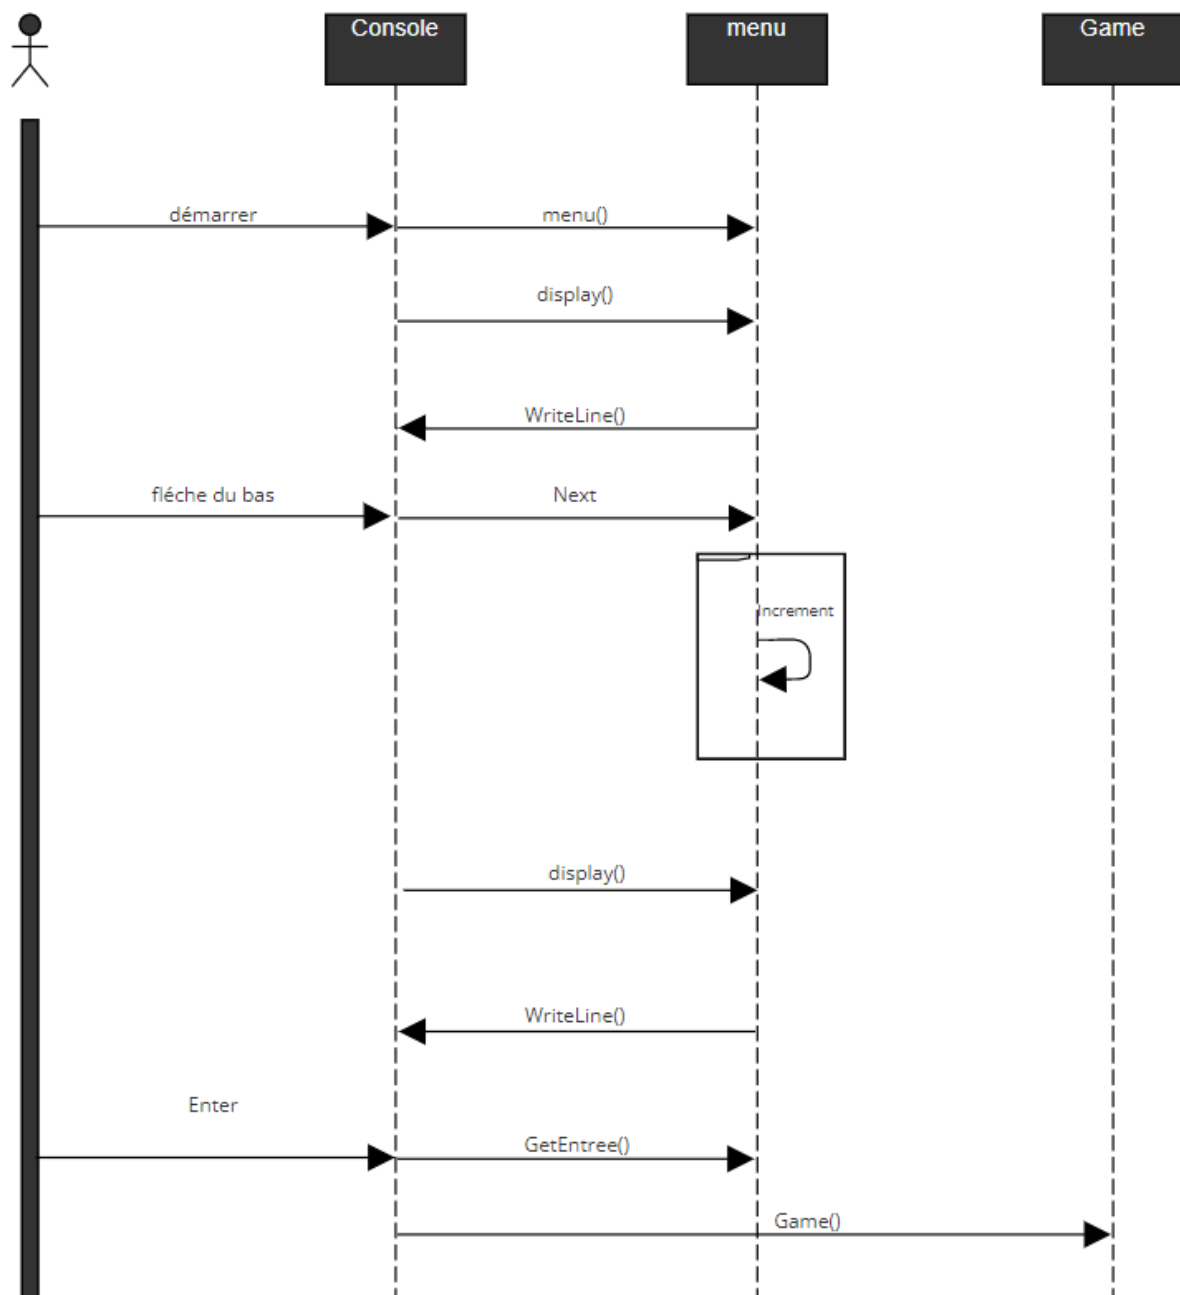 Console
menu
Game
démarrer
menu()
display()
WriteLine()
fléche du bas
Next
Increment
display()
WriteLine()
Enter
GetEntree()
Game()